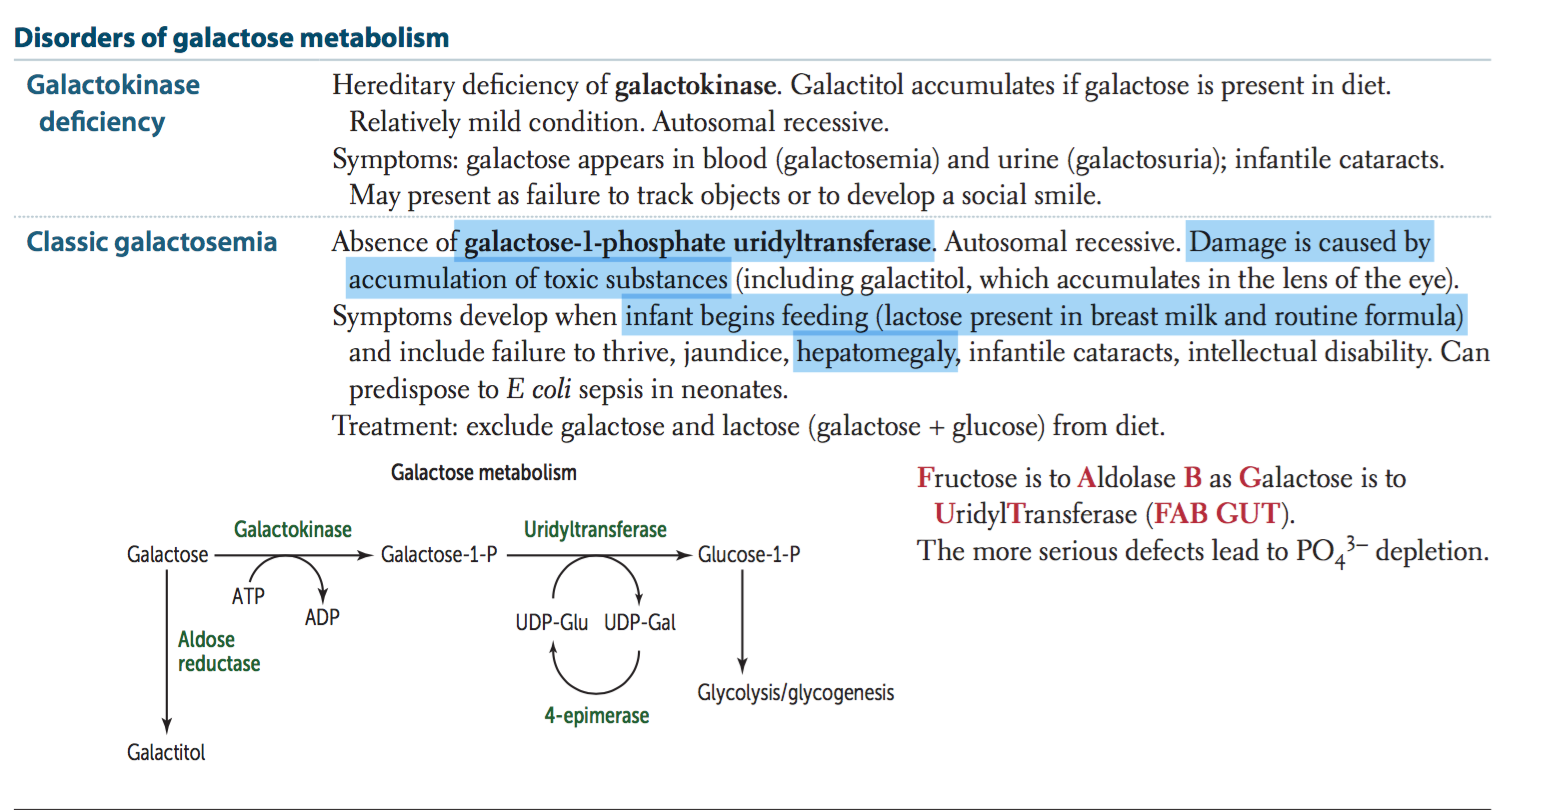 Disorders of galactose metabolism
Galactokinase
deficiency
Hereditary deficiency of galactokinase. Galactitol accumulates if galactose is present in diet.
Relatively mild condition. Autosomal recessive.
Symptoms: galactose appears in blood (galactosemia) and urine (galactosuria); infantile cataracts.
May present as failure to track objects or to develop a social smile.
Classic galactosemia
Absence of galactose-1-phosphate uridyltransferase. Autosomal recessive. Damage is caused by
accumulation of toxic substances (including galactitol, which accumulates in the lens of the eye).
Symptoms develop when infant begins feeding (lactose present in breast milk and routine formula)
and include failure to thrive, jaundice, hepatomegaly, infantile cataracts, intellectual disability. Can
predispose to E coli sepsis in neonates.
Treatment: exclude galactose and lactose (galactose + glucose) from diet.
Galactose metabolism
Galactokinase
Uridyltransferase
Galactose
Galactose-1-P
Glucose-1-P
ATP
ADP
UDP-Glu
UDP-Gal
Aldose
reductase
4-epimerase
Glycolysis/glycogenesis
Galactitol
Fructose is to Aldolase B as Galactose is to
UridylTransferase (FAB GUT).
The more serious defects lead to PO₄³⁻ depletion.